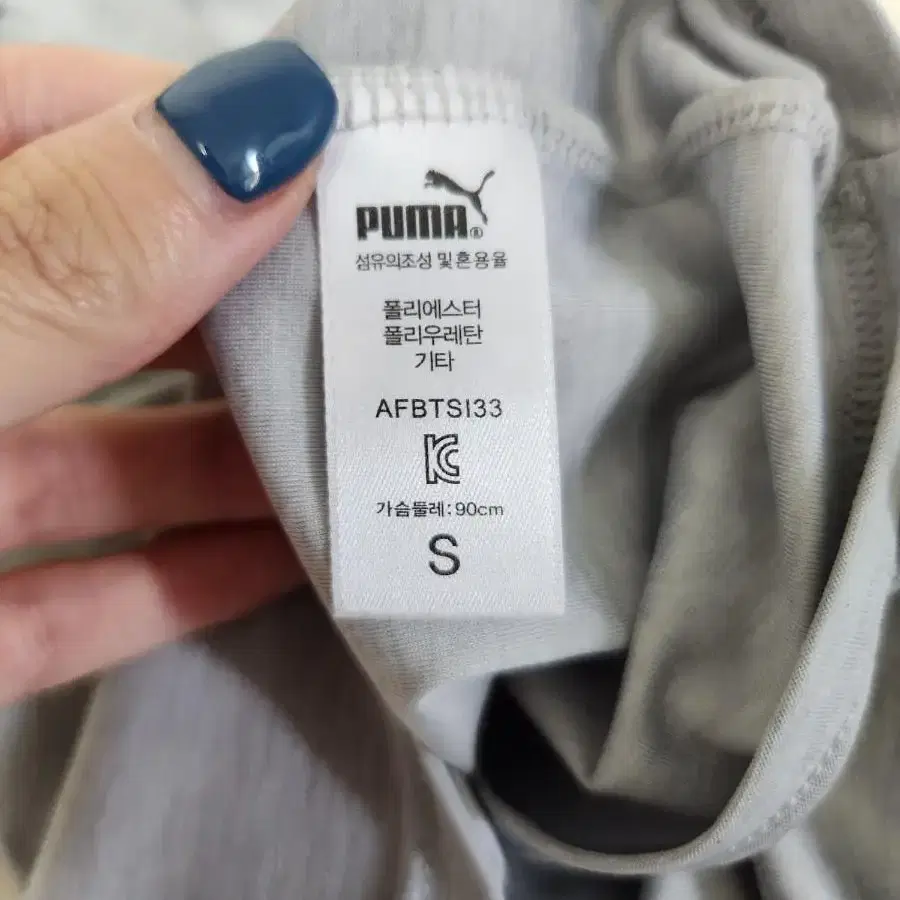 PUMA®
섬유의조성 및 혼용율
폴리에스터
폴리우레탄
기타
AFBTSI33
KC
가슴둘레: 90cm
S